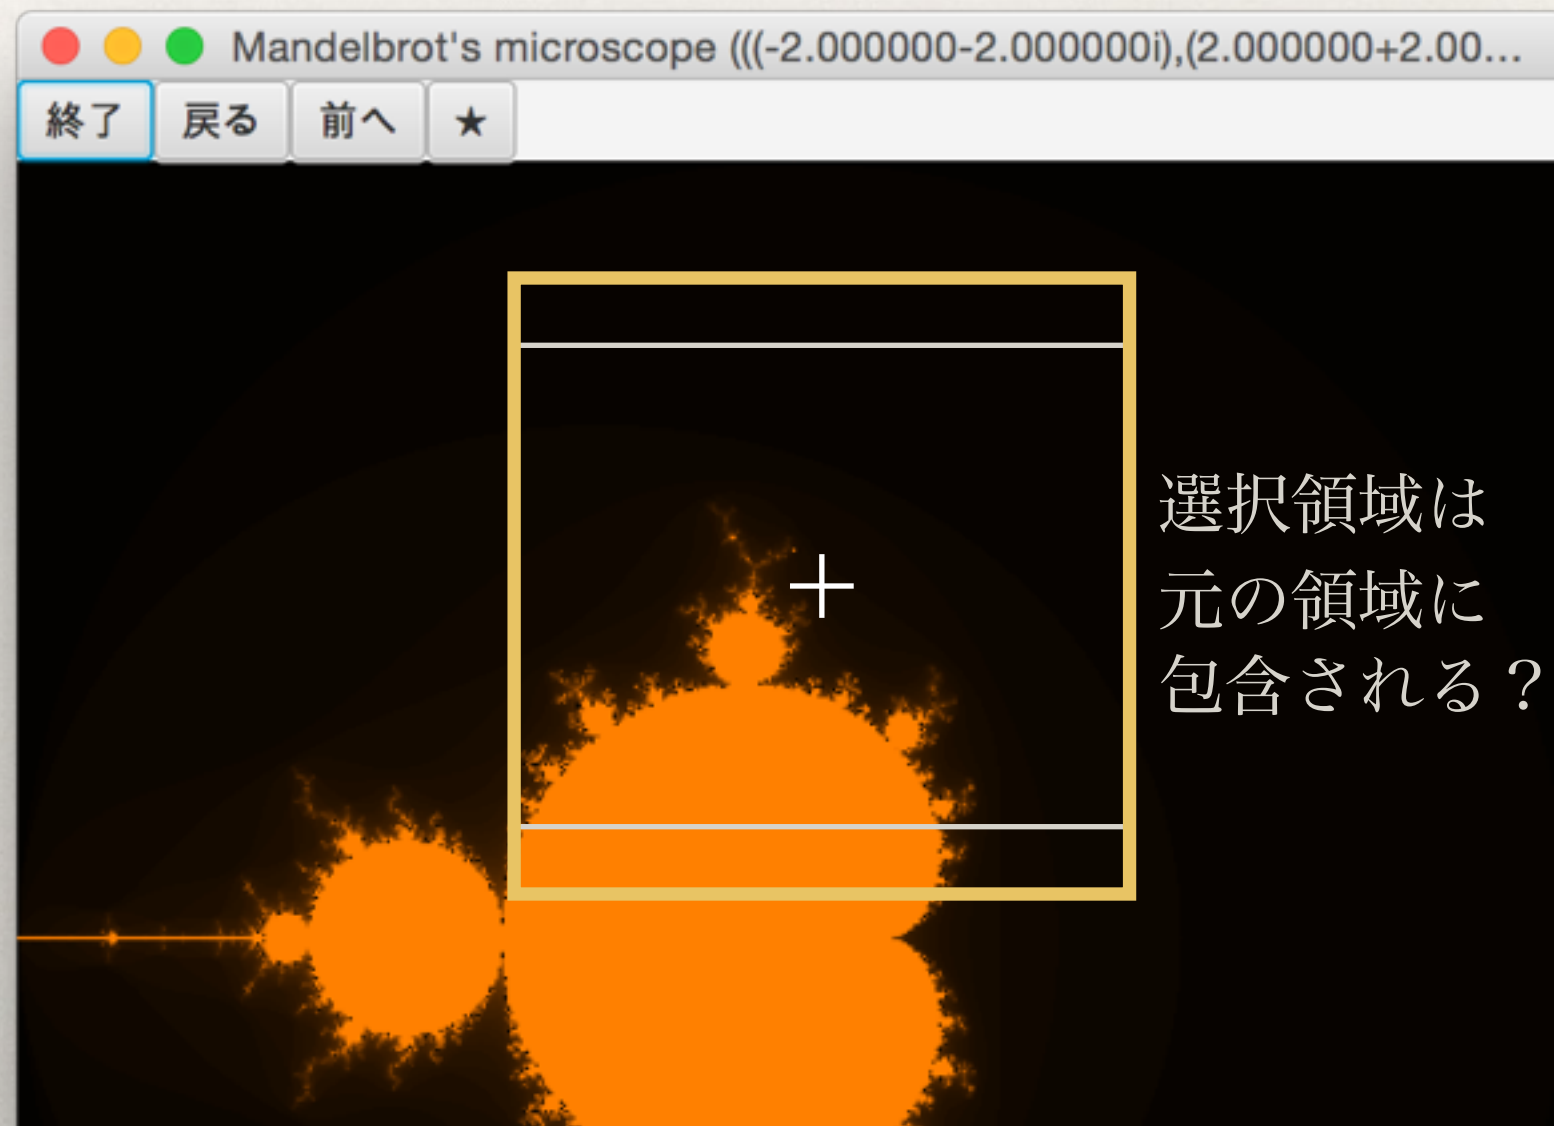 Mandelbrot's microscope (((-2.000000-2.000000i),(2.000000+2.00...
終了 戻る 前へ ★
選択領域は
元の領域に
包含される？